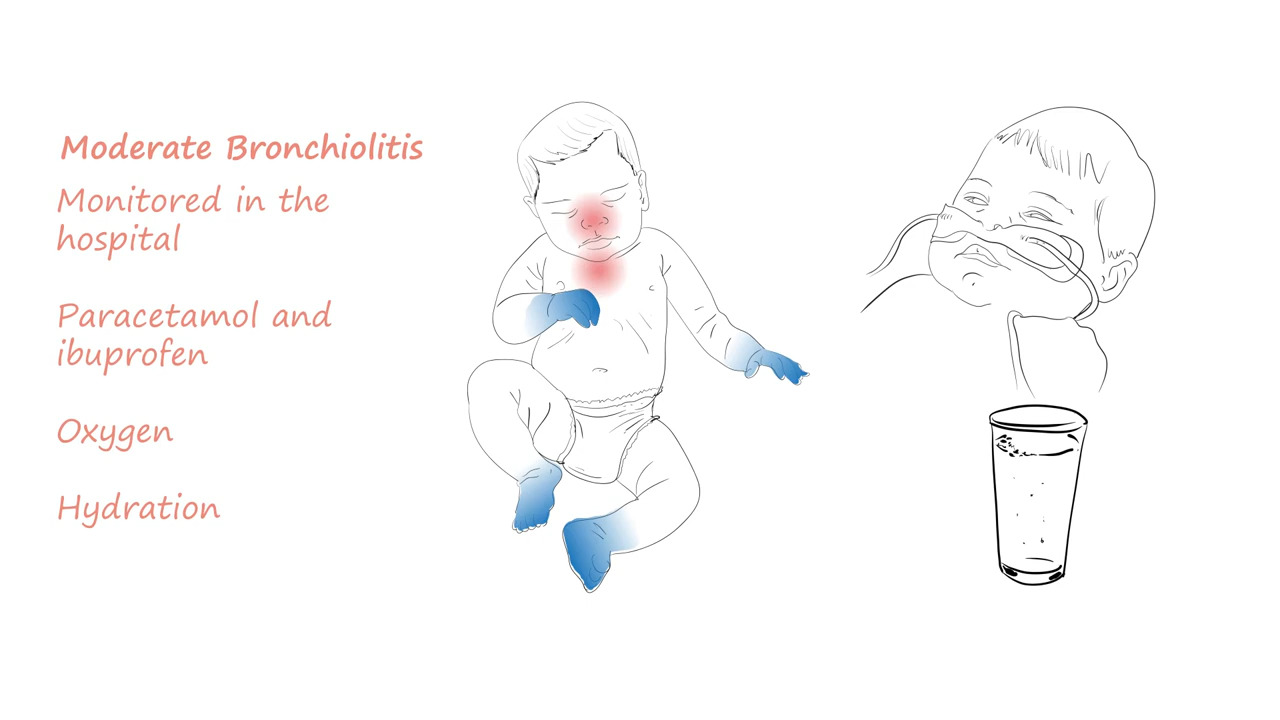 Moderate Bronchiolitis
Monitored in the
hospital
Paracetamol and
ibuprofen
Oxygen
Hydration